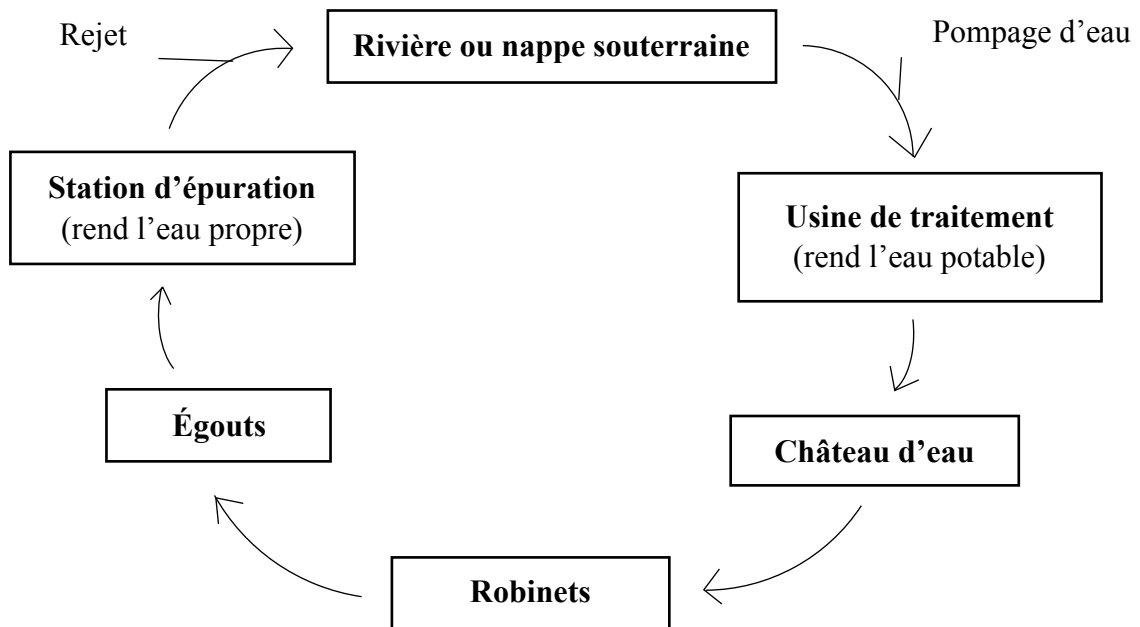 Rejet
Rivière ou nappe souterraine
Pompage d’eau
Station d’épuration
(rend l’eau propre)
Usine de traitement
(rend l’eau potable)
Égouts
Château d’eau
Robinets